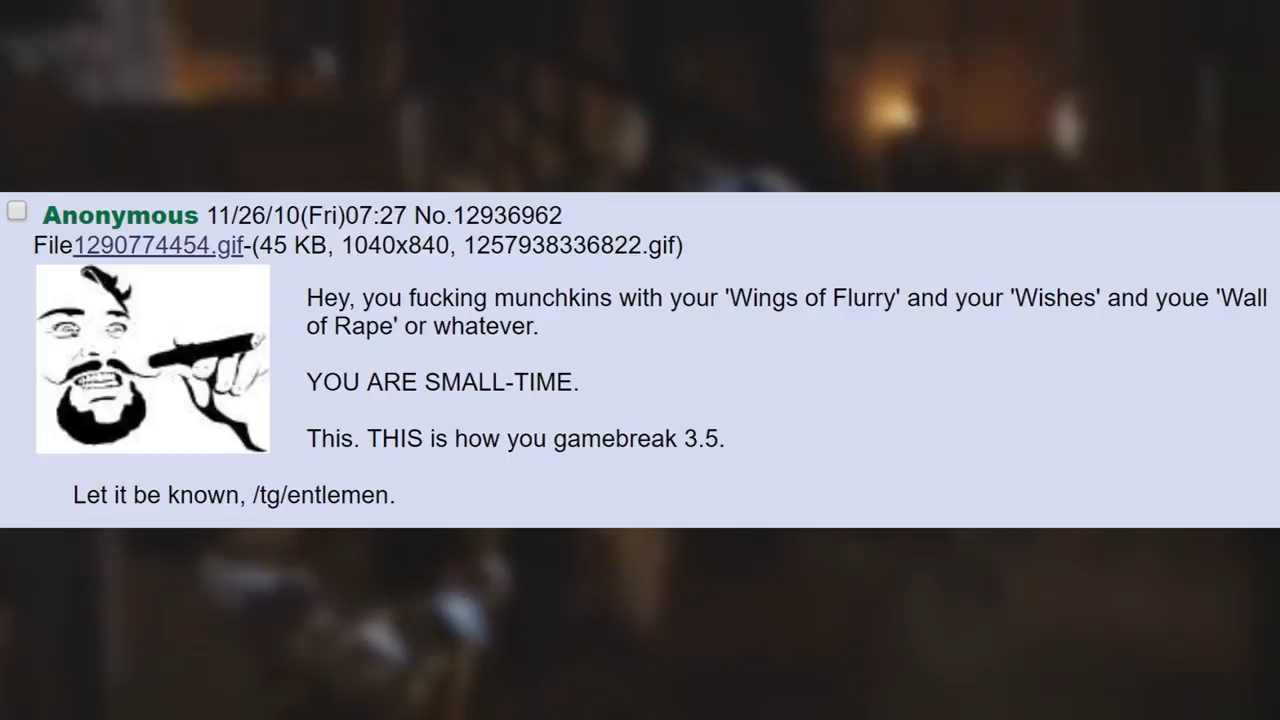 Anonymous 11/26/10(Fri)07:27 No.12936962
File1290774454.gif-(45 KB, 1040x840, 1257938336822.gif)
Hey, you fucking munchkins with your 'Wings of Flurry' and your 'Wishes' and youe 'Wall
of Rape' or whatever.
YOU ARE SMALL-TIME.
This. THIS is how you gamebreak 3.5.
Let it be known, /tg/entlemen.